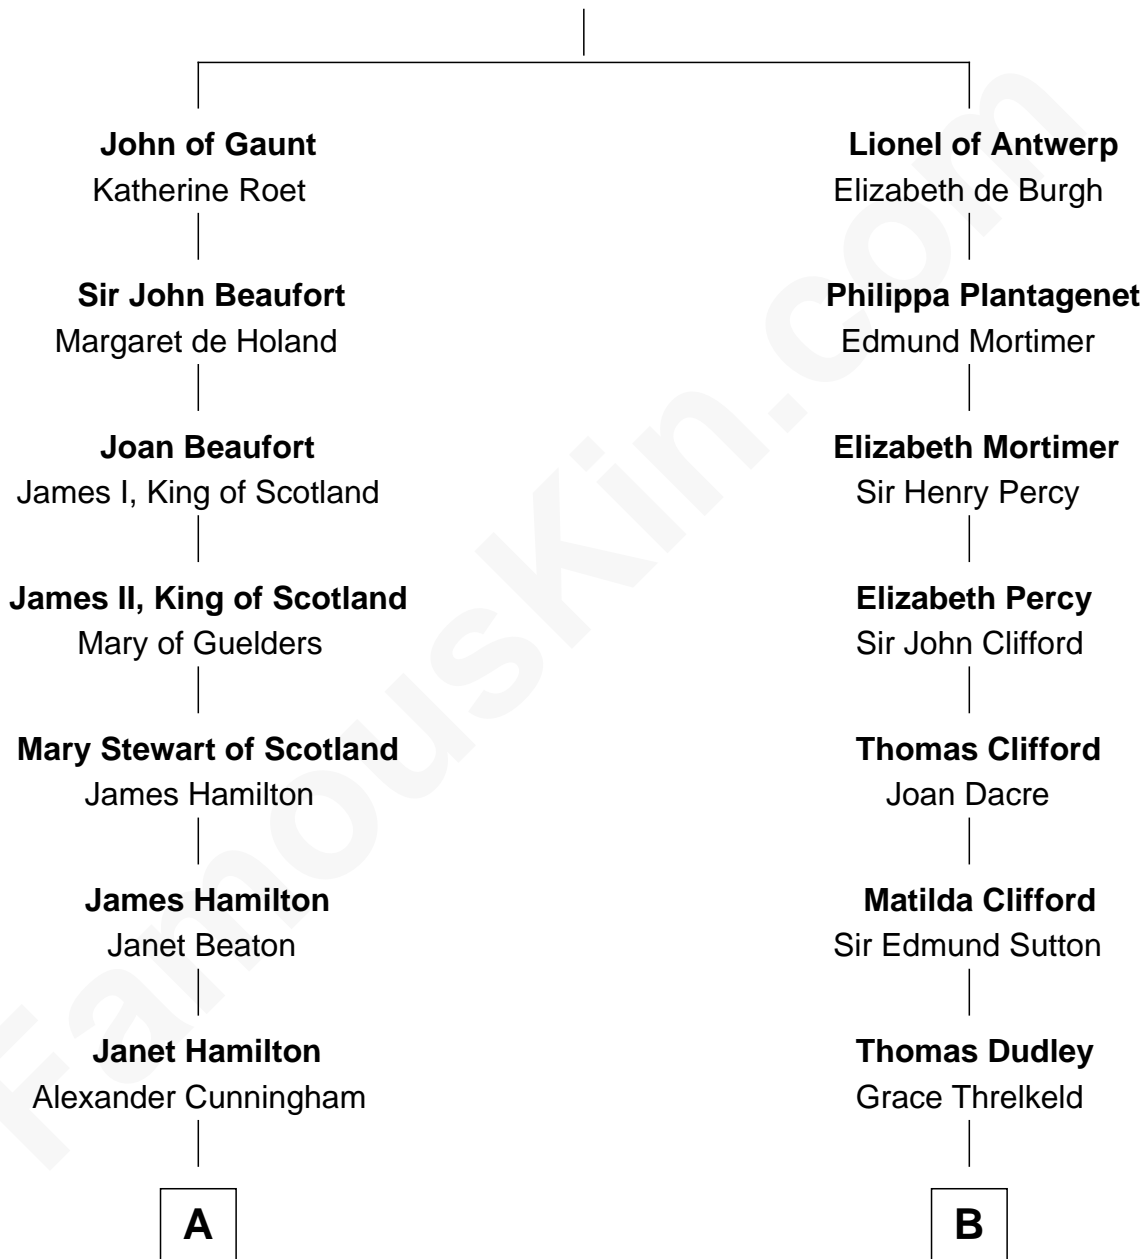 John of Gaunt
Katherine Roet
Sir John Beaufort
Margaret de Holand
Joan Beaufort
James I, King of Scotland
James II, King of Scotland
Mary of Guelders
Mary Stewart of Scotland
James Hamilton
James Hamilton
Janet Beaton
Janet Hamilton
Alexander Cunningham
A
Lionel of Antwerp
Elizabeth de Burgh
Philippa Plantagenet
Edmund Mortimer
Elizabeth Mortimer
Sir Henry Percy
Elizabeth Percy
Sir John Clifford
Thomas Clifford
Joan Dacre
Matilda Clifford
Sir Edmund Sutton
Thomas Dudley
Grace Threlkeld
B
FamousKin.com